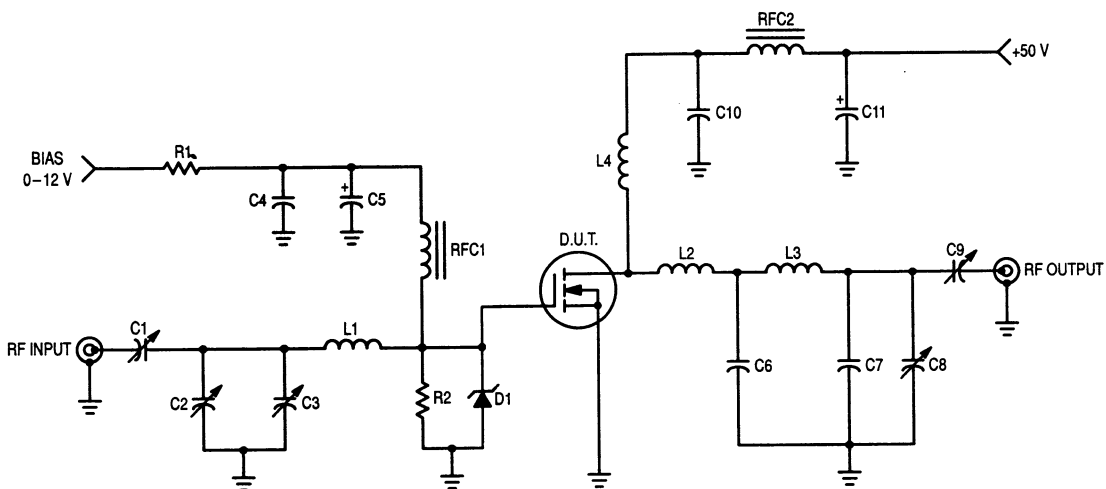 RFC2
+50 V
+
C10
C11
L4
BIAS
0–12 V
R1
+
C4
C5
RFC1
D.U.T.
L2
L3
C9
RF OUTPUT
RF INPUT
C1
L1
C2
C3
R2
D1
C6
C7
C8